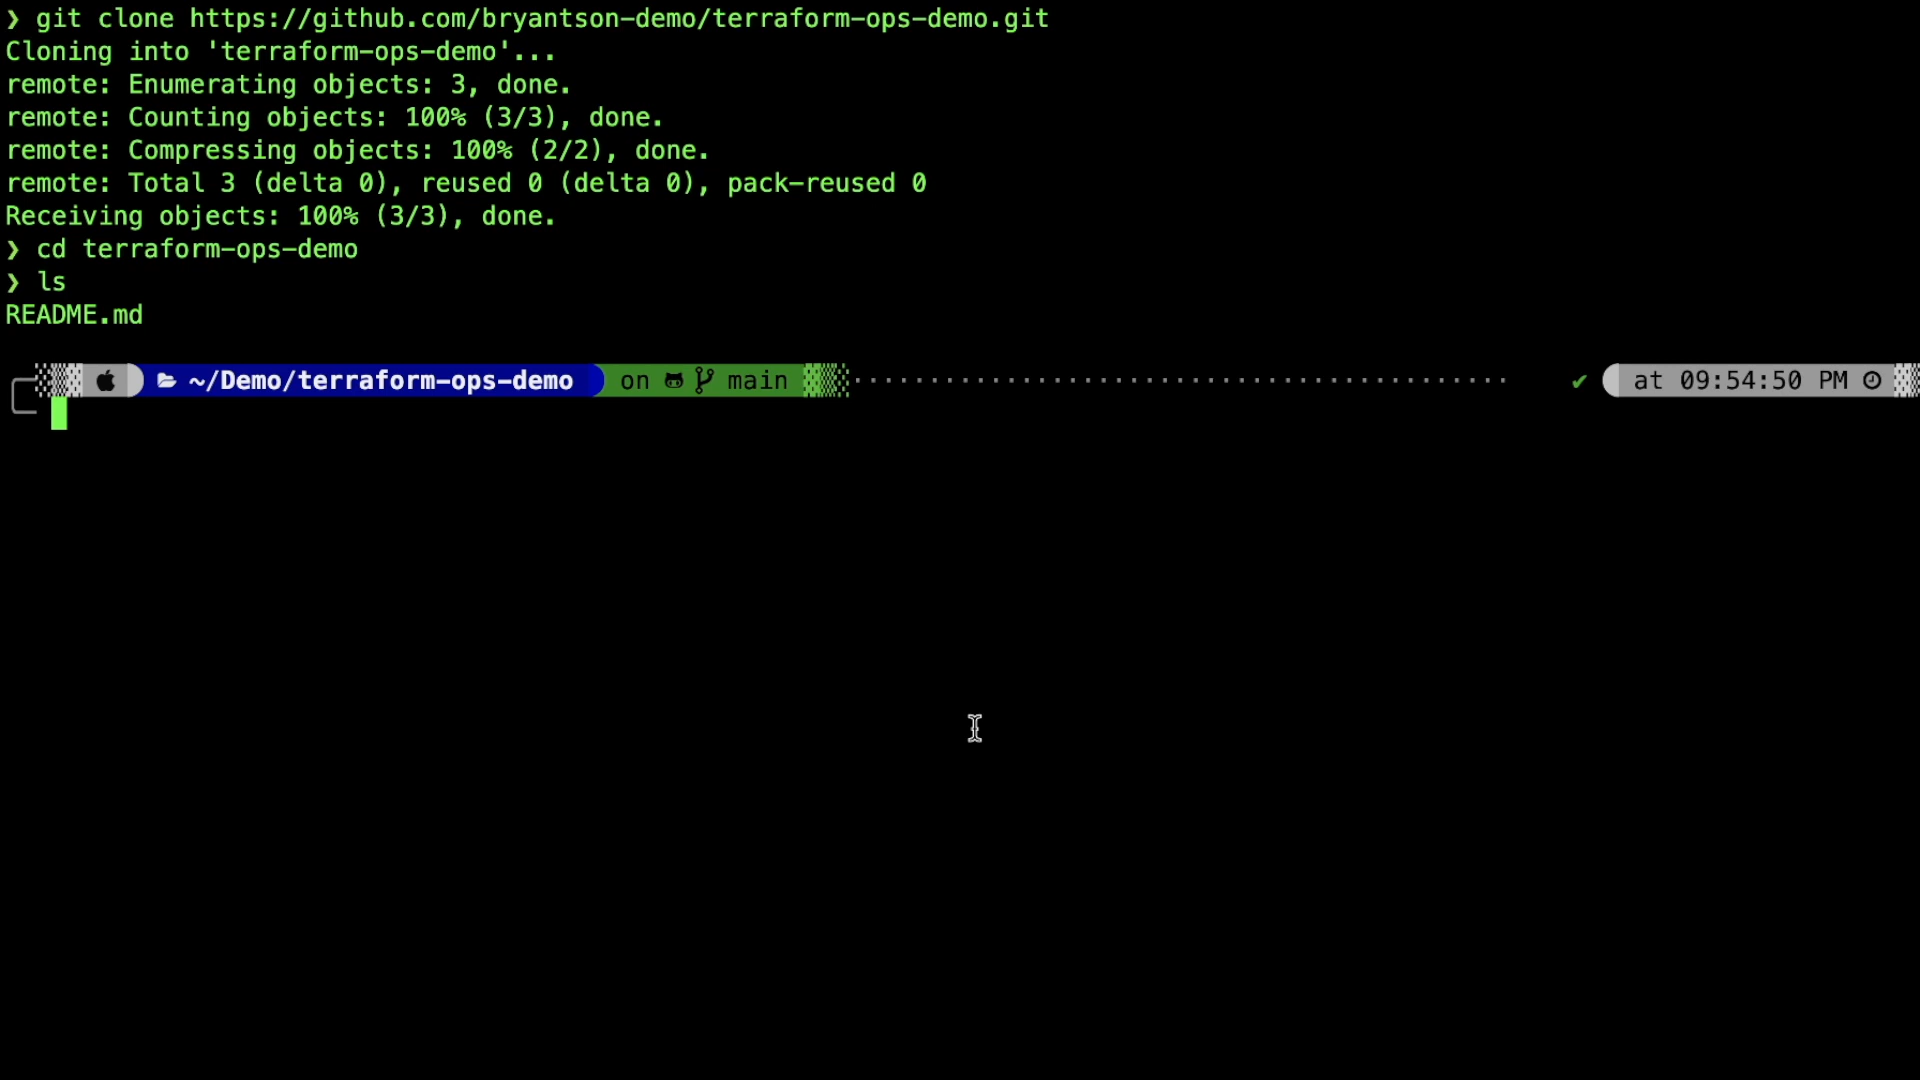 ❯ git clone https://github.com/bryantson-demo/terraform-ops-demo.git
Cloning into 'terraform-ops-demo'...
remote: Enumerating objects: 3, done.
remote: Counting objects: 100% (3/3), done.
remote: Compressing objects: 100% (2/2), done.
remote: Total 3 (delta 0), reused 0 (delta 0), pack-reused 0
Receiving objects: 100% (3/3), done.
❯ cd terraform-ops-demo
❯ ls
README.md
~/Demo/terraform-ops-demo on main ✔ at 09:54:50 PM